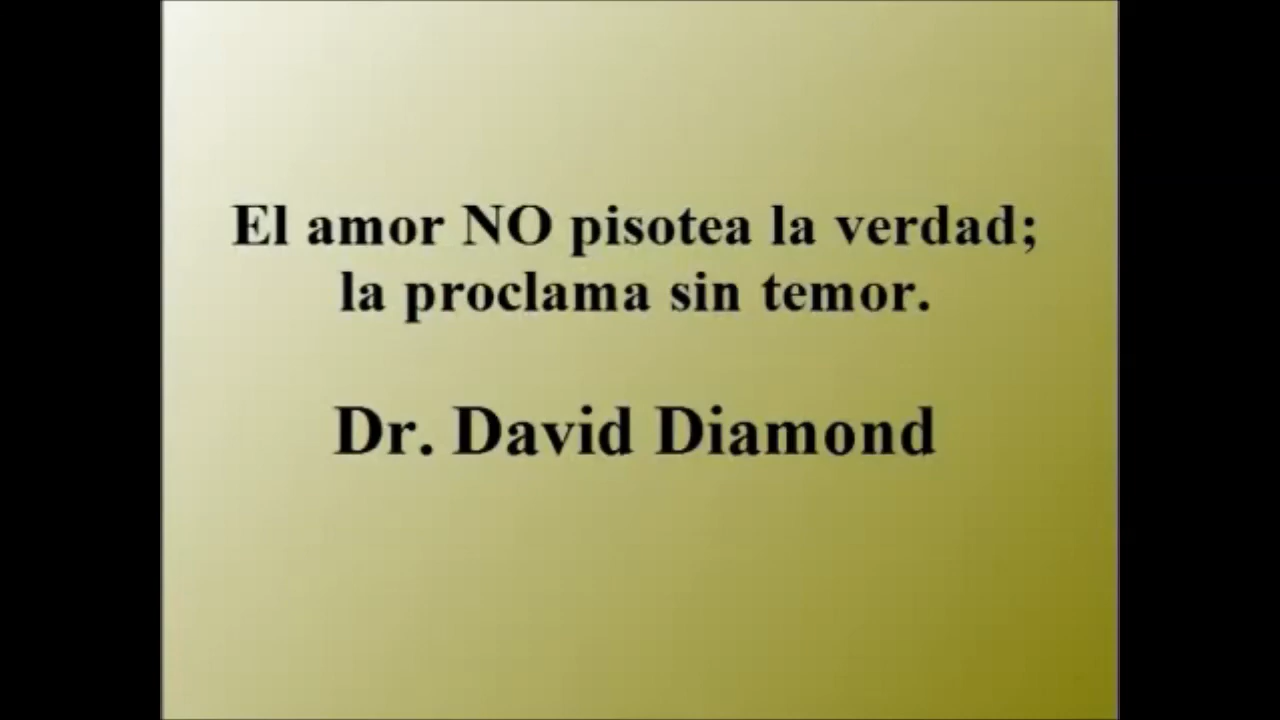 El amor NO pisotea la verdad;
la proclama sin temor.
Dr. David Diamond